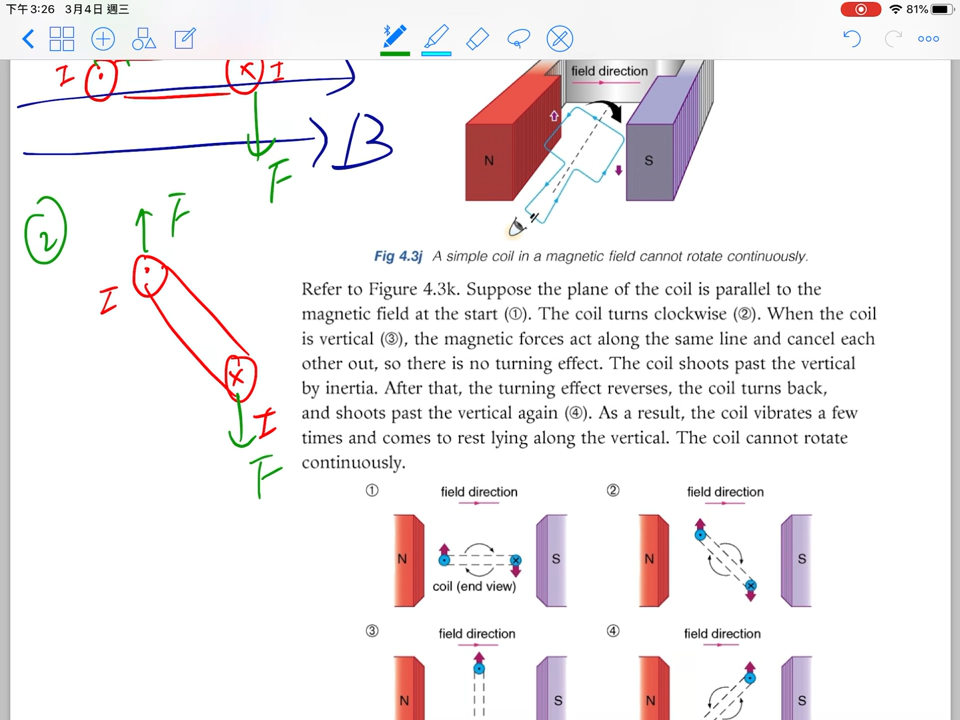 下午3:26 3月4日 週三
81%
I
I
B
F
②
F
I
I
F
field direction
N
S
Fig 4.3j A simple coil in a magnetic field cannot rotate continuously.
Refer to Figure 4.3k. Suppose the plane of the coil is parallel to the
magnetic field at the start (①). The coil turns clockwise (②). When the coil
is vertical (③), the magnetic forces act along the same line and cancel each
other out, so there is no turning effect. The coil shoots past the vertical
by inertia. After that, the turning effect reverses, the coil turns back,
and shoots past the vertical again (④). As a result, the coil vibrates a few
times and comes to rest lying along the vertical. The coil cannot rotate
continuously.
① field direction
N
S
coil (end view)
② field direction
N
S
③ field direction
N
S
④ field direction
N
S